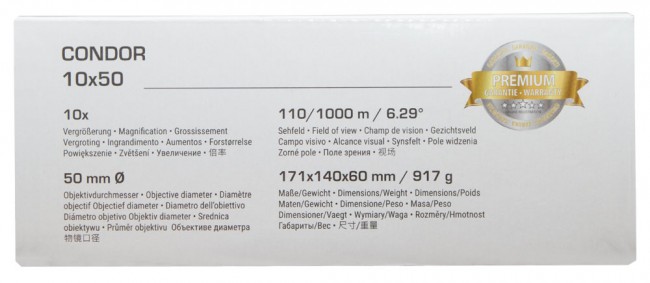 CONDOR
10x50
PREMIUM
GARANTIE • WARRANTY
10x
Vergrößerung • Magnification • Grossissement
Vergroting • Ingrandimento • Aumentos • Forstørrelse
Powiększenie • Zvětšení • Увеличение • 倍率
110/1000 m / 6.29°
Sehfeld • Field of view • Champ de vision • Gezichtsveld
Campo visivo • Alcance visual • Synsfelt • Pole widzenia
Zorné pole • Поле зрения • 视场
50 mm Ø
Objektivdurchmesser • Objective diameter • Diamètre
objectif Objectief diameter • Diametro dell'obiettivo
Diámetro objetivo Objektiv diameter • Srednica
obiektywu • Průměr objektivu Объективе диаметра
物镜口径
171x140x60 mm / 917 g
Maße/Gewicht • Dimensions/Weight • Dimensions/Poids
Maten/Gewicht • Dimensione/Peso • Masa/Peso
Dimensioner/Vaegt • Wymiary/Waga • Rozměry/Hmotnost
Габариты/Вес • 尺寸/重量